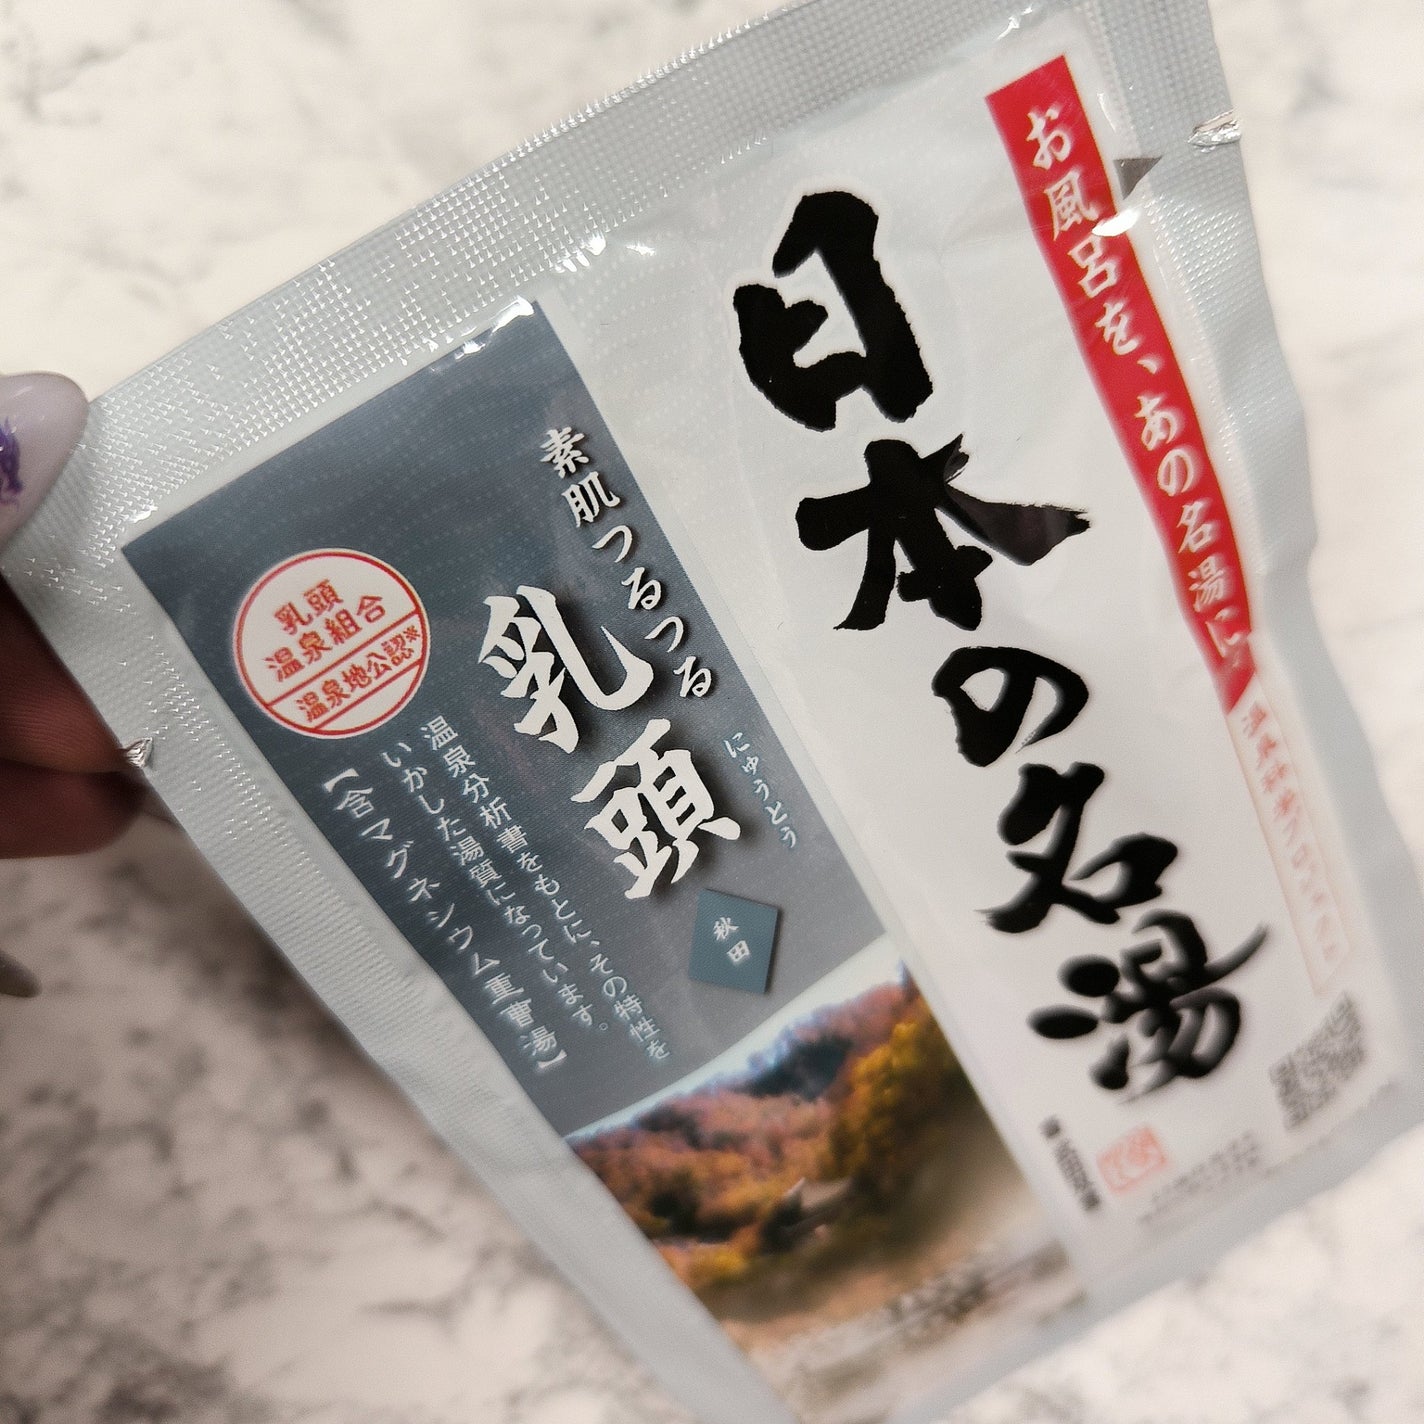 お風呂を、あの名湯に。
日本の名湯
素肌つるつる
にゅうとう
乳頭
秋田
乳頭
温泉組合
温泉地公認※
温泉分析書をもとに、その特性を
いかした湯質になっています。
【含マグネシウム重曹湯】